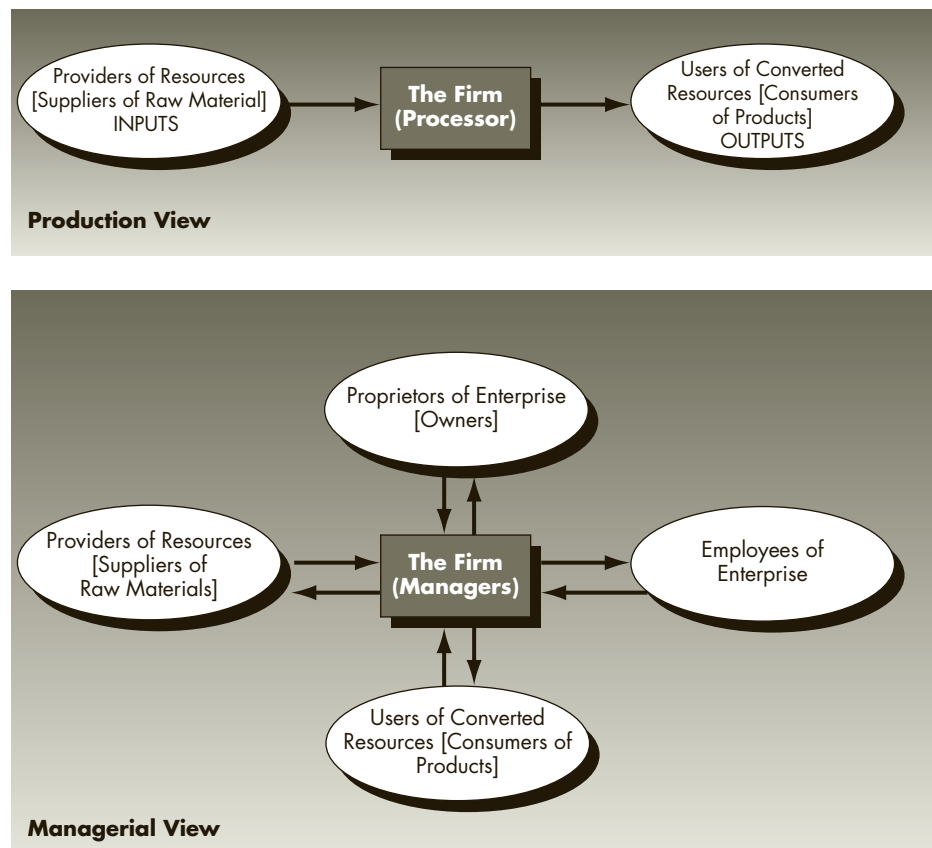 Providers of Resources
[Suppliers of Raw Material]
INPUTS
The Firm
(Processor)
Users of Converted
Resources [Consumers
of Products]
OUTPUTS
Production View
Proprietors of Enterprise
[Owners]
Providers of Resources
[Suppliers of
Raw Materials]
The Firm
(Managers)
Employees of
Enterprise
Users of Converted
Resources [Consumers of
Products]
Managerial View